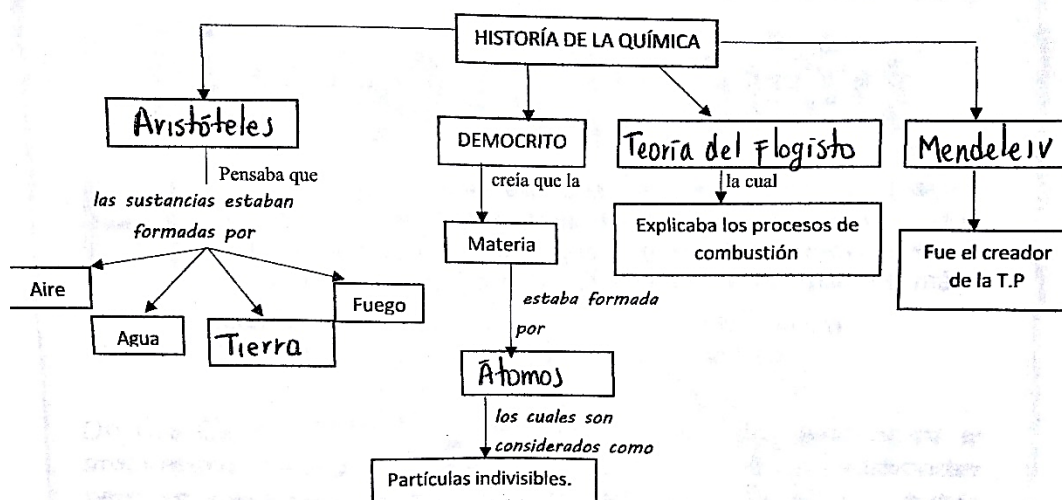 HISTORÍA DE LA QUÍMICA
Aristóteles
Pensaba que
las sustancias estaban
formadas por
Aire
Agua
Tierra
Fuego
DEMOCRITO
creía que la
Materia
estaba formada
por
Átomos
los cuales son
considerados como
Partículas indivisibles.
Teoría del Flogisto
la cual
Explicaba los procesos de
combustión
Mendeleiv
Fue el creador
de la T.P